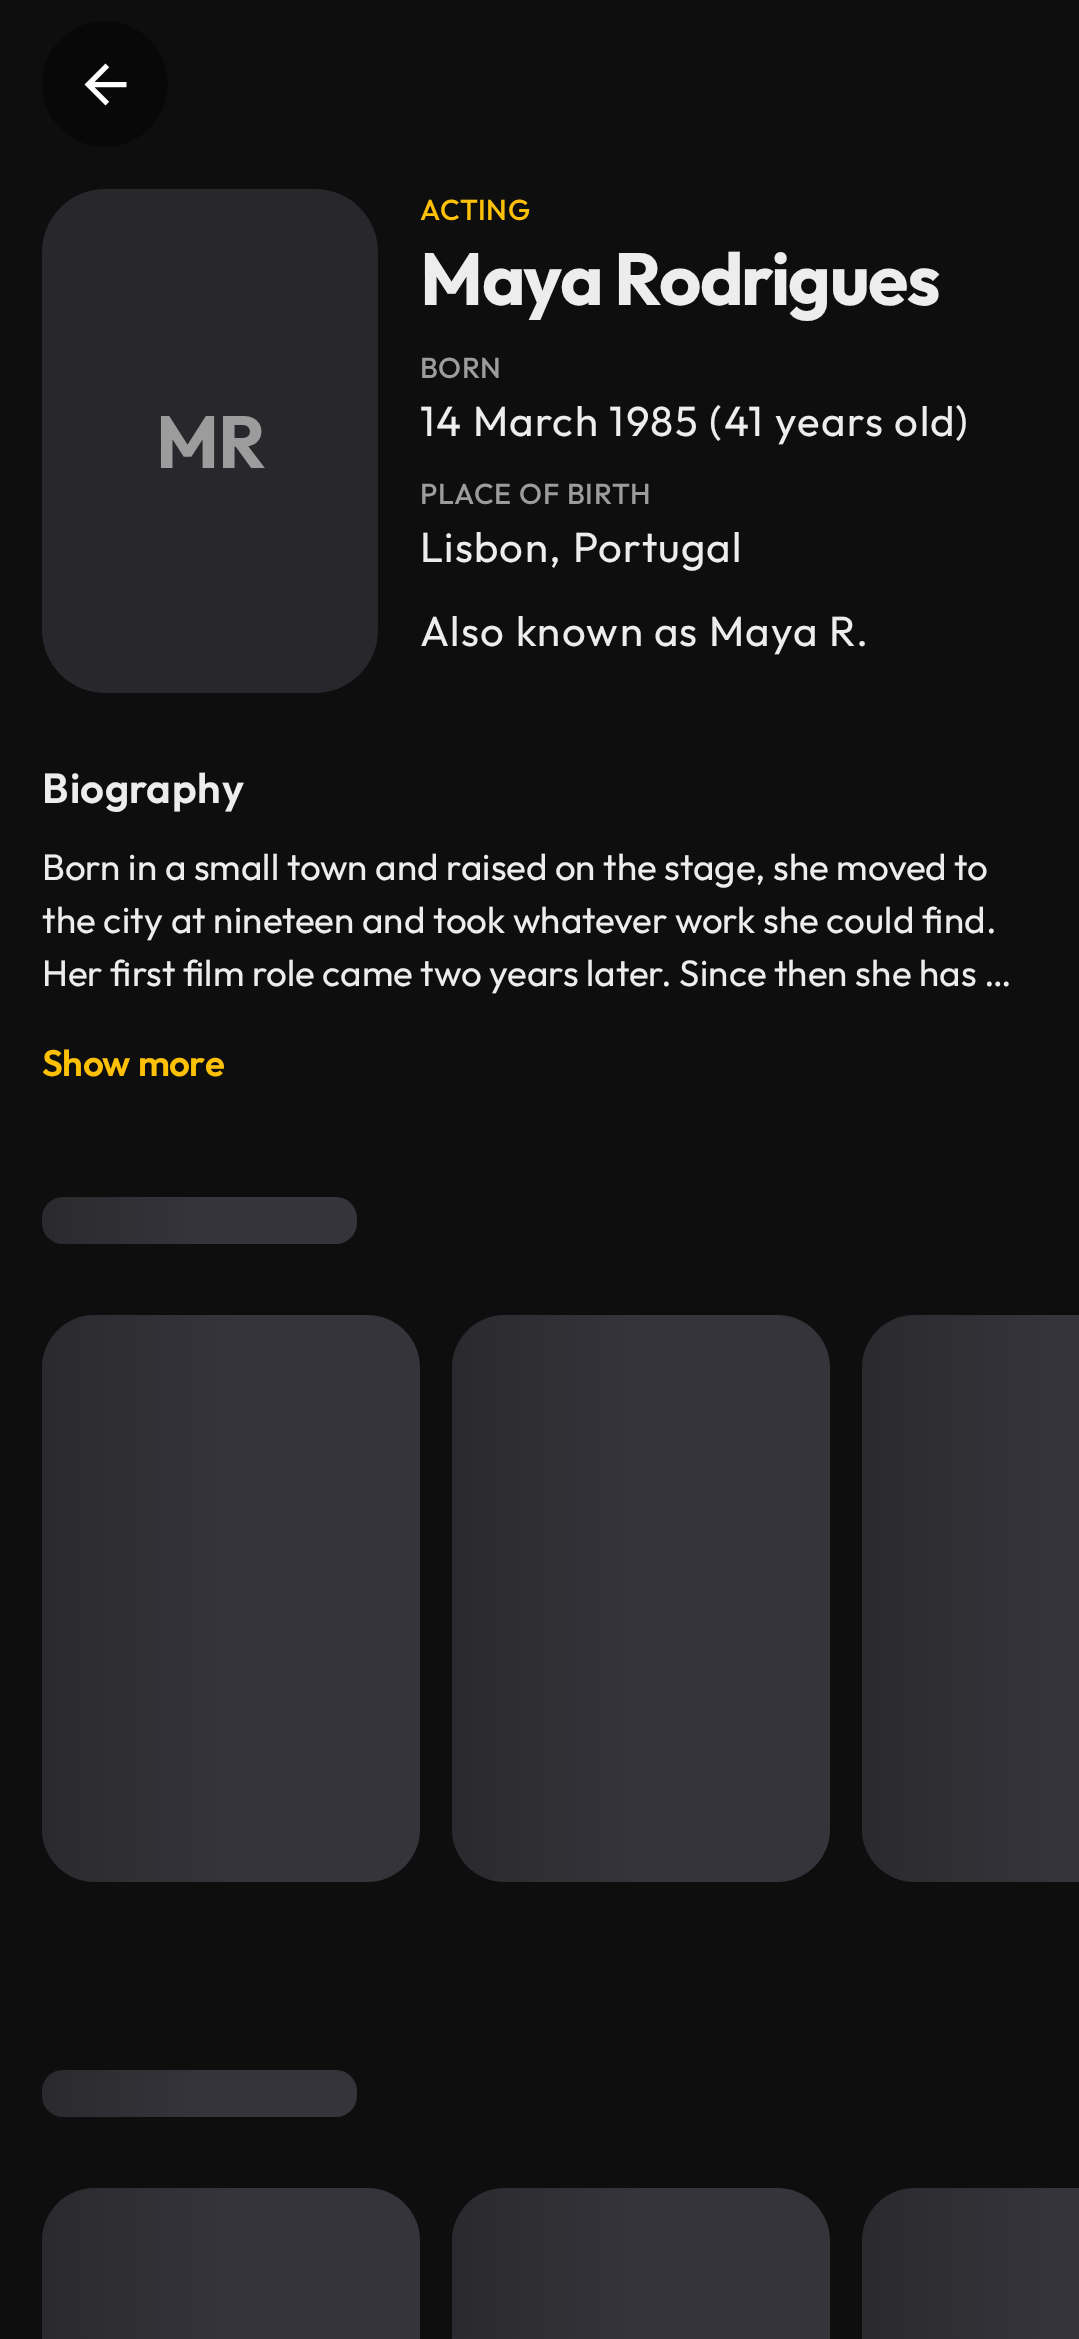 ACTING
Maya Rodrigues
MR
BORN
14 March 1985 (41 years old)
PLACE OF BIRTH
Lisbon, Portugal
Also known as Maya R.
Biography
Born in a small town and raised on the stage, she moved to
the city at nineteen and took whatever work she could find.
Her first film role came two years later. Since then she has ...
Show more